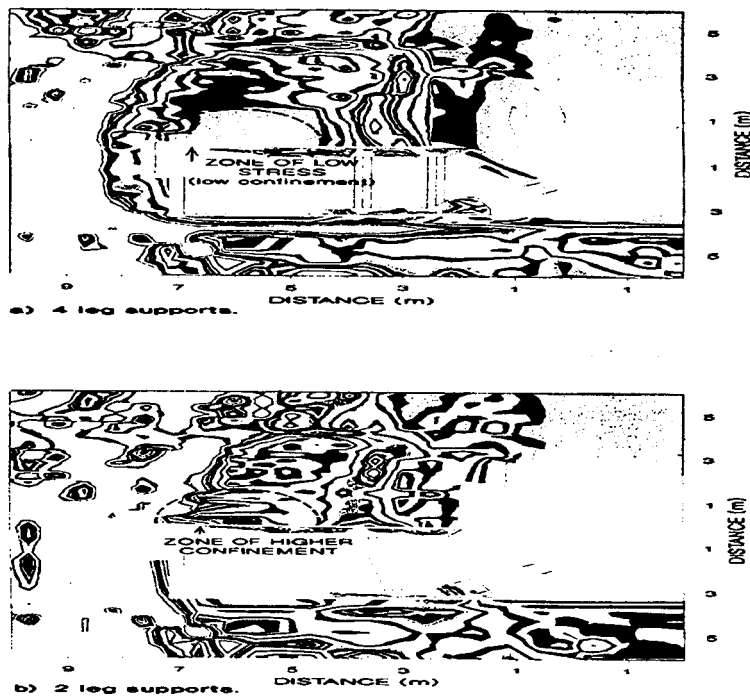 5
3
1
1
3
5
DISTANCE (m)
ZONE OF LOW
STRESS
(low confinement)
9 7 5 3 1 1
DISTANCE (m)
a) 4 leg supports.
5
3
1
1
3
5
DISTANCE (m)
ZONE OF HIGHER
CONFINEMENT
9 7 5 3 1 1
DISTANCE (m)
b) 2 leg supports.